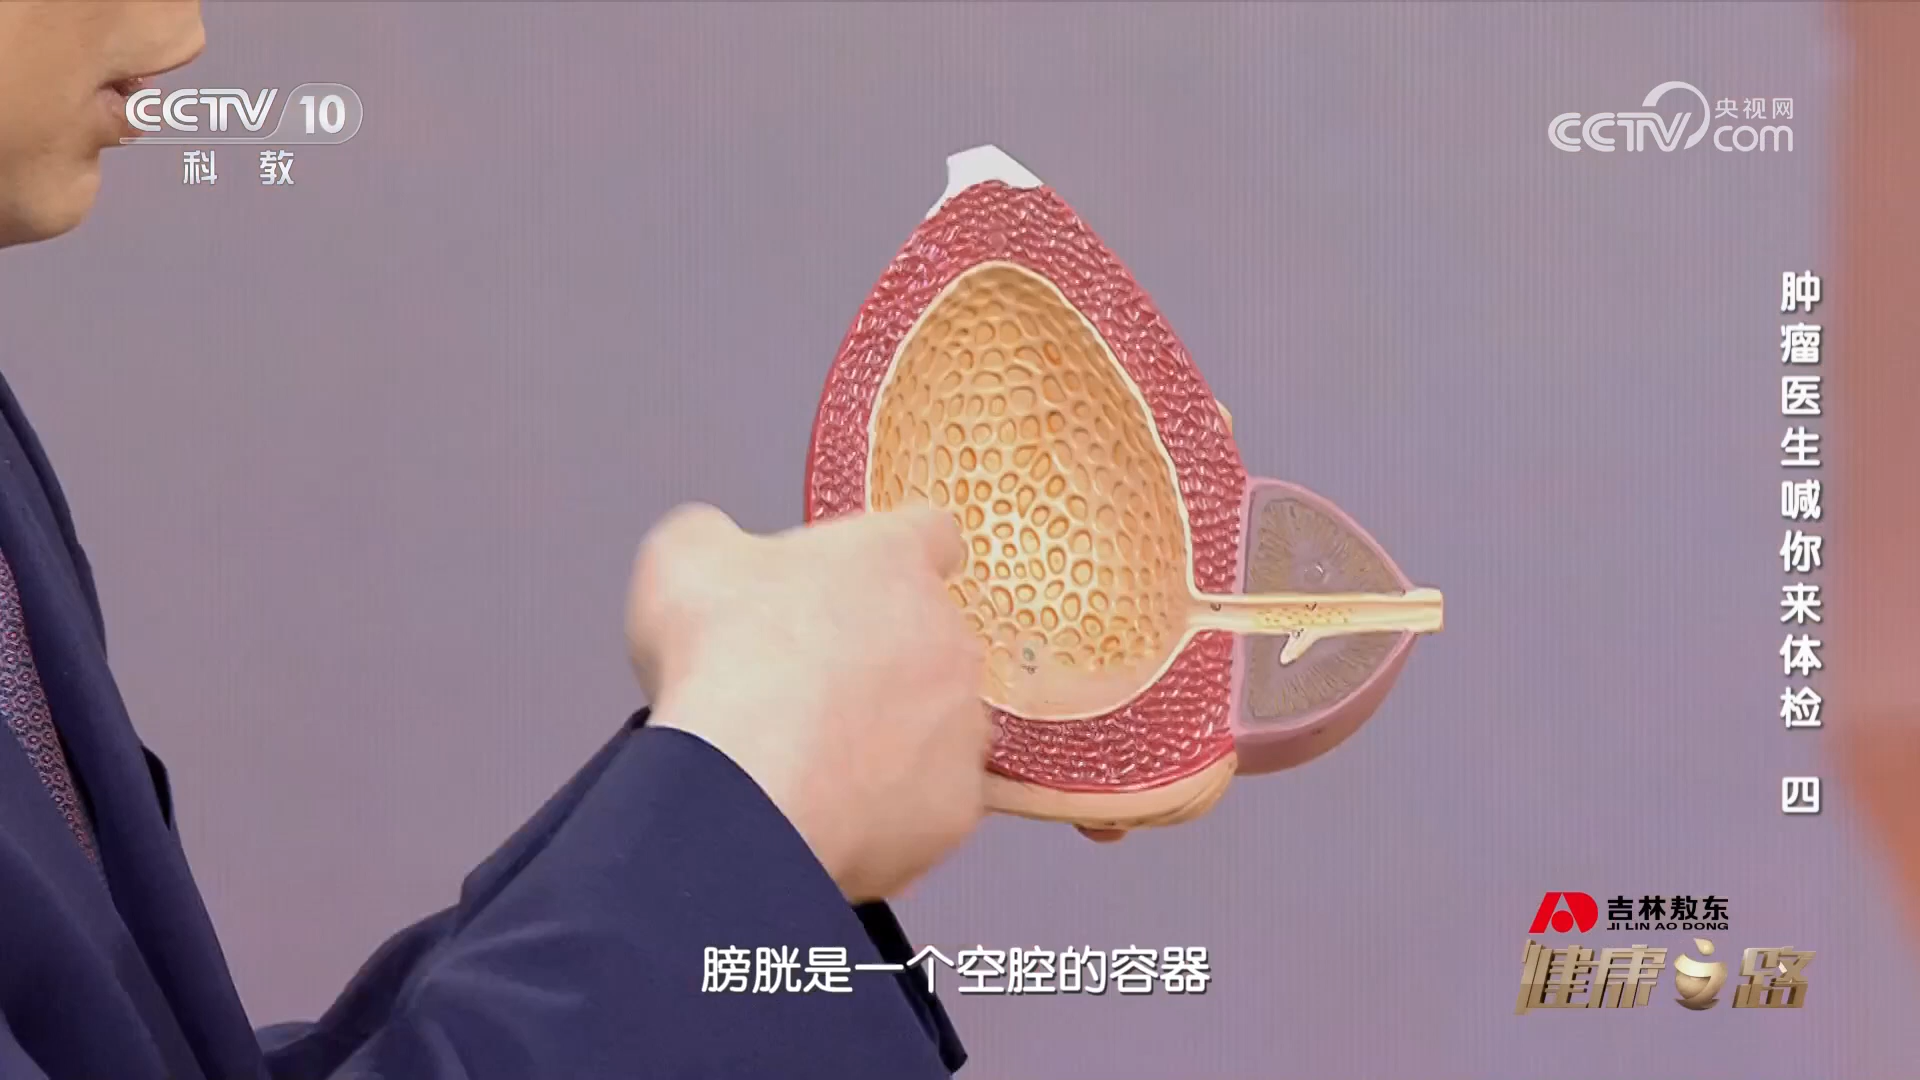 CCTV 10
科 教
央视网
CCTV com
肿瘤医生喊你来体检 四
吉林敖东
JI LIN AO DONG
健康之路
膀胱是一个空腔的容器